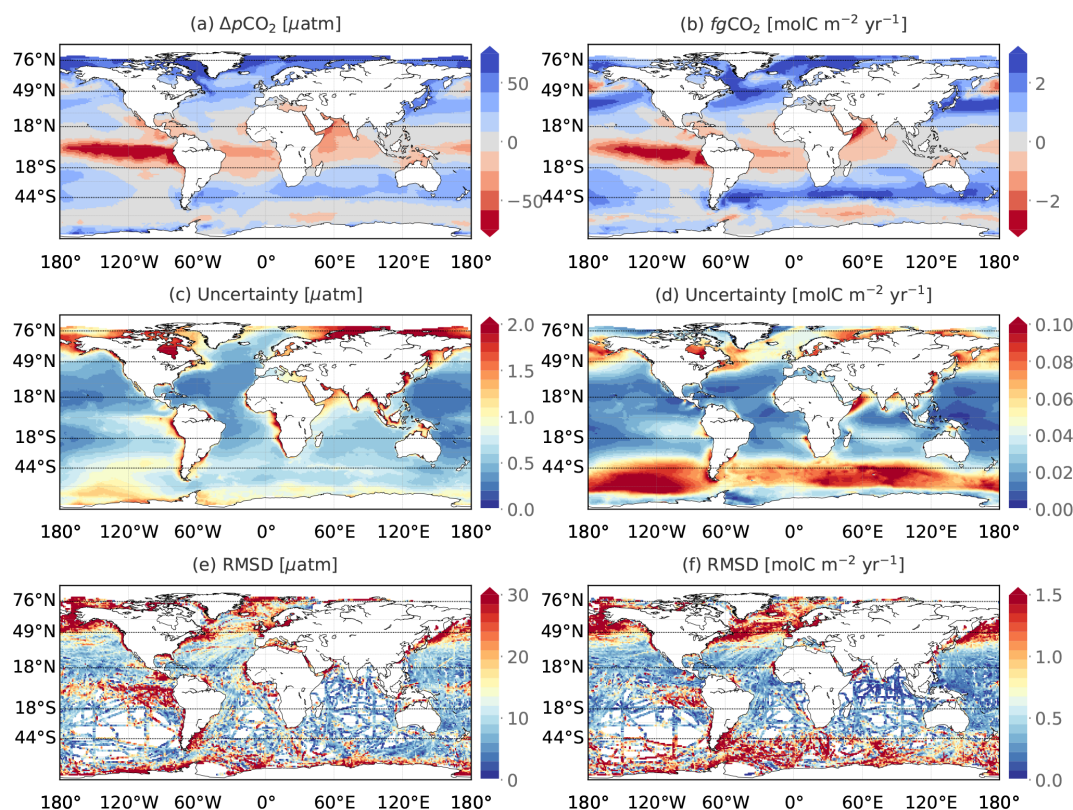 (a) ΔpCO₂ [μatm]
(b) fgCO₂ [molC m⁻² yr⁻¹]
76°N
49°N
18°N
18°S
44°S
180° 120°W 60°W 0° 60°E 120°E 180°
50
0
−50
76°N
49°N
18°N
18°S
44°S
180° 120°W 60°W 0° 60°E 120°E 180°
2
0
−2
(c) Uncertainty [μatm]
(d) Uncertainty [molC m⁻² yr⁻¹]
76°N
49°N
18°N
18°S
44°S
180° 120°W 60°W 0° 60°E 120°E 180°
2.0
1.5
1.0
0.5
0.0
76°N
49°N
18°N
18°S
44°S
180° 120°W 60°W 0° 60°E 120°E 180°
0.10
0.08
0.06
0.04
0.02
0.00
(e) RMSD [μatm]
(f) RMSD [molC m⁻² yr⁻¹]
76°N
49°N
18°N
18°S
44°S
180° 120°W 60°W 0° 60°E 120°E 180°
30
20
10
0
76°N
49°N
18°N
18°S
44°S
180° 120°W 60°W 0° 60°E 120°E 180°
1.5
1.0
0.5
0.0